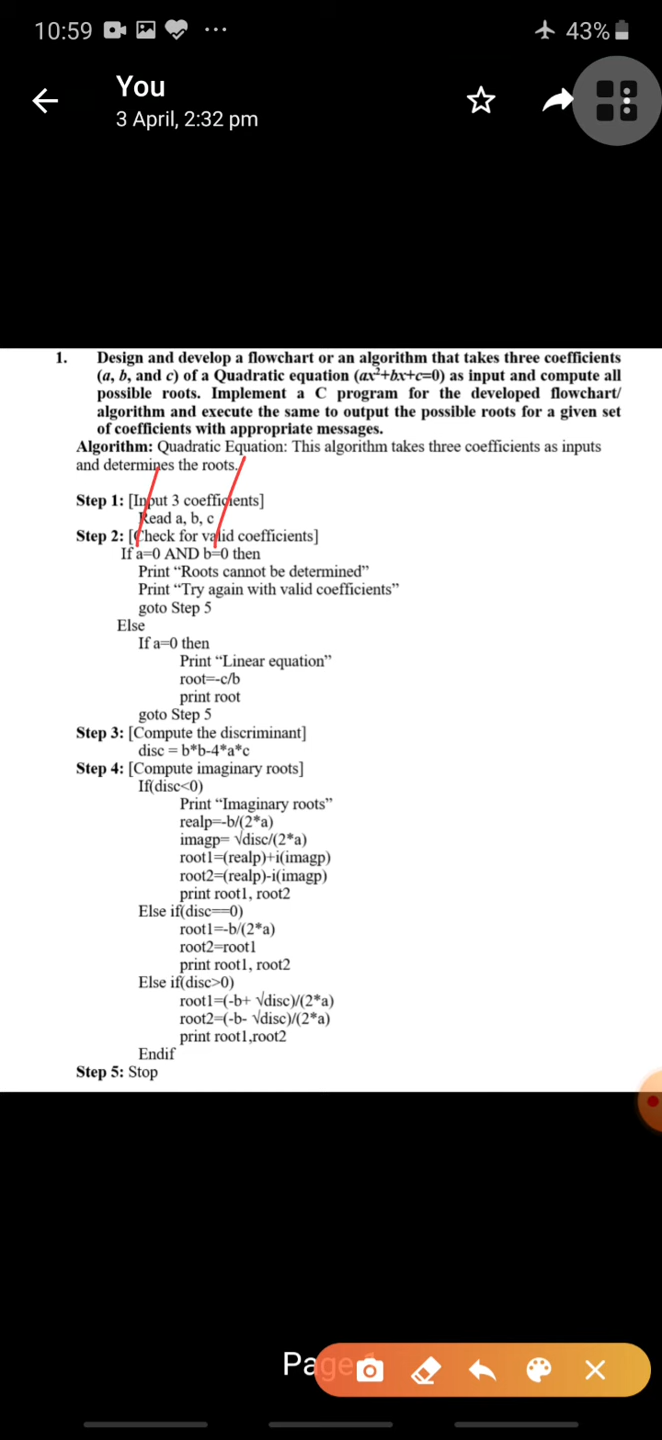 10:59 ... 43%
You
3 April, 2:32 pm
1. Design and develop a flowchart or an algorithm that takes three coefficients
(a, b, and c) of a Quadratic equation (ax²+bx+c=0) as input and compute all
possible roots. Implement a C program for the developed flowchart/
algorithm and execute the same to output the possible roots for a given set
of coefficients with appropriate messages.
Algorithm: Quadratic Equation: This algorithm takes three coefficients as inputs
and determines the roots.
Step 1: [Input 3 coefficients]
Read a, b, c
Step 2: [Check for valid coefficients]
If a=0 AND b=0 then
Print “Roots cannot be determined”
Print “Try again with valid coefficients”
goto Step 5
Else
If a=0 then
Print “Linear equation”
root=-c/b
print root
goto Step 5
Step 3: [Compute the discriminant]
disc = b*b-4*a*c
Step 4: [Compute imaginary roots]
If(disc<0)
Print “Imaginary roots”
realp=-b/(2*a)
imagp= √disc/(2*a)
root1=(realp)+i(imagp)
root2=(realp)-i(imagp)
print root1, root2
Else if(disc==0)
root1=-b/(2*a)
root2=root1
print root1, root2
Else if(disc>0)
root1=(-b+ √disc)/(2*a)
root2=(-b- √disc)/(2*a)
print root1,root2
Endif
Step 5: Stop
Page